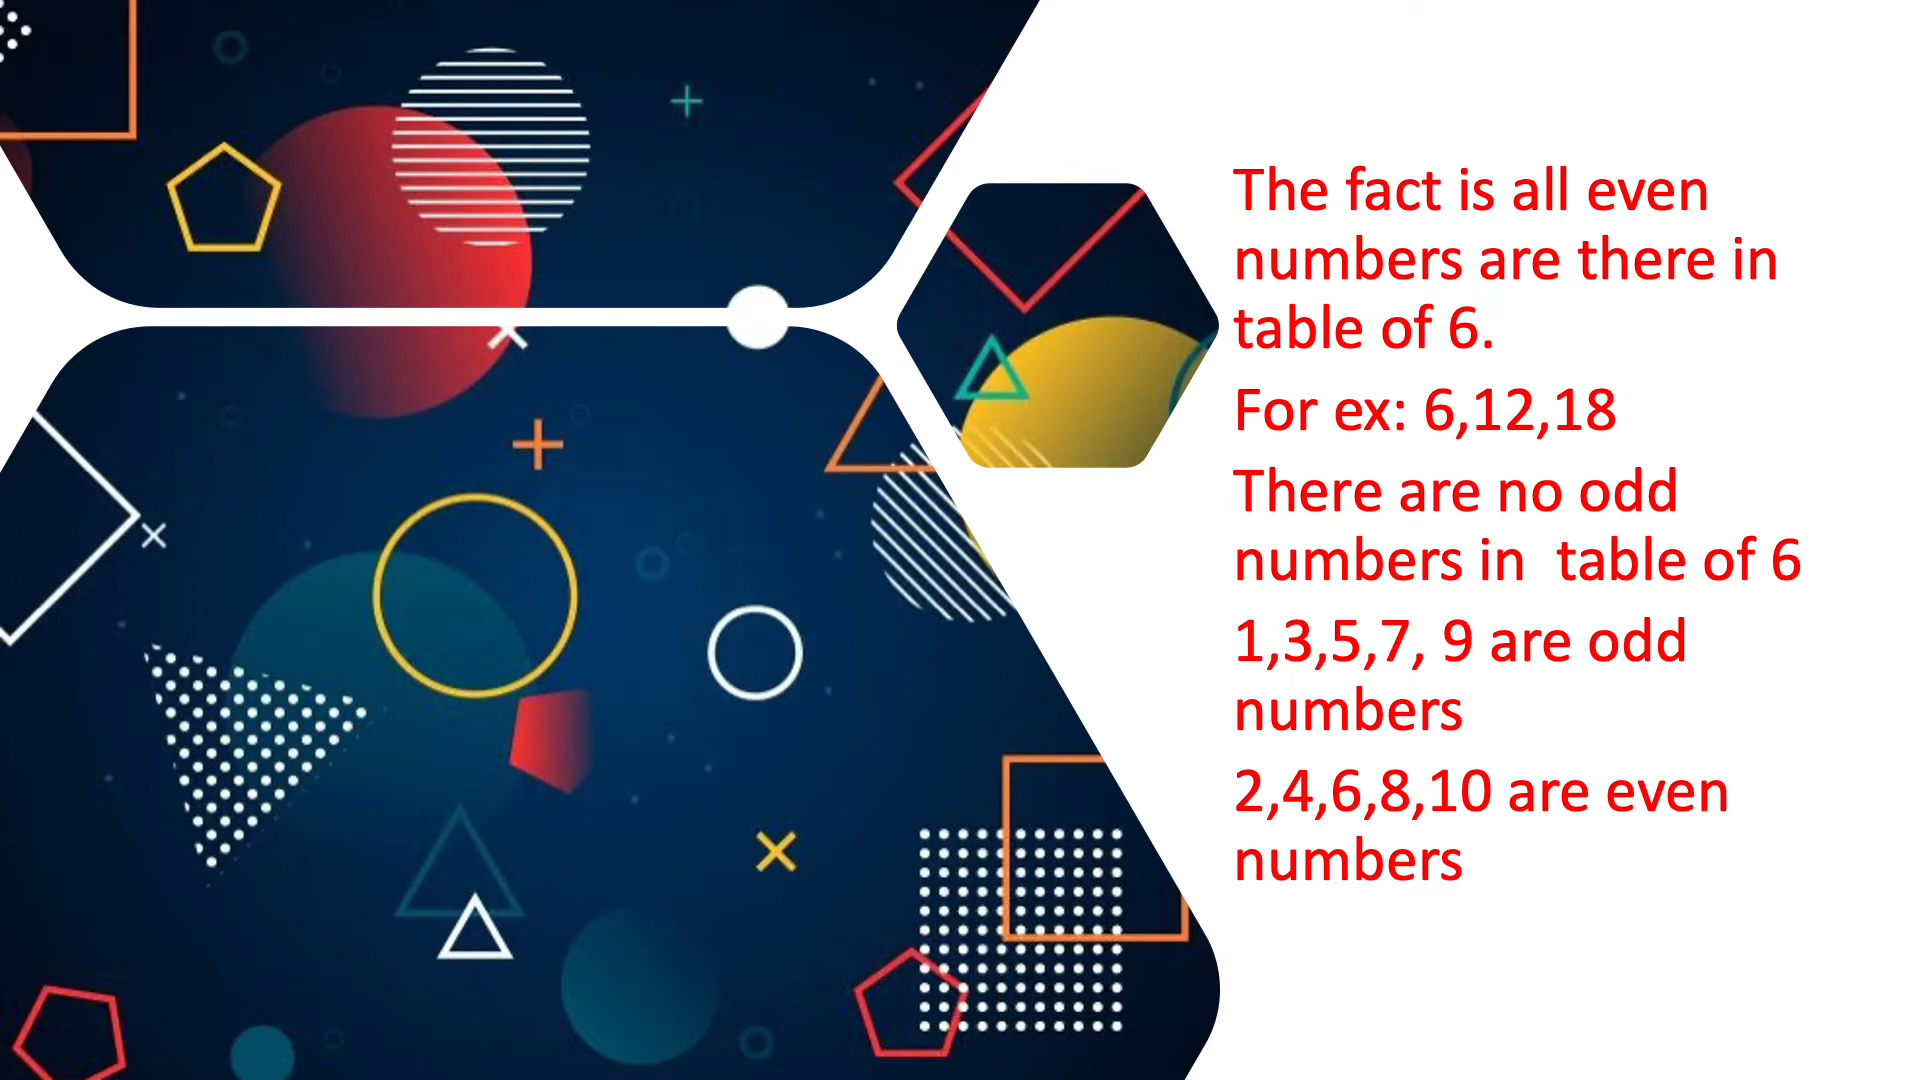 The fact is all even
numbers are there in
table of 6.
For ex: 6,12,18
There are no odd
numbers in  table of 6
1,3,5,7, 9 are odd
numbers
2,4,6,8,10 are even
numbers